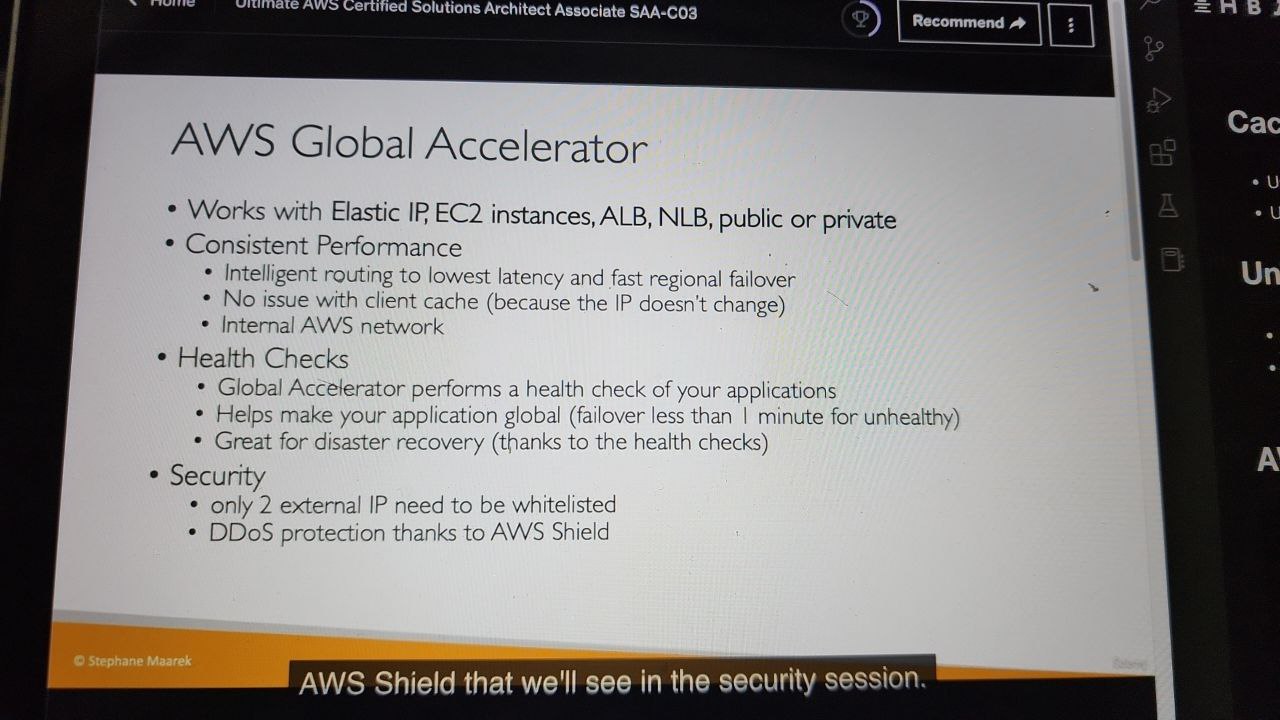 Home
Ultimate AWS Certified Solutions Architect Associate SAA-C03
Recommend
AWS Global Accelerator
• Works with Elastic IP, EC2 instances, ALB, NLB, public or private
• Consistent Performance
• Intelligent routing to lowest latency and fast regional failover
• No issue with client cache (because the IP doesn't change)
• Internal AWS network
• Health Checks
• Global Accelerator performs a health check of your applications
• Helps make your application global (failover less than 1 minute for unhealthy)
• Great for disaster recovery (thanks to the health checks)
• Security
• only 2 external IP need to be whitelisted
• DDoS protection thanks to AWS Shield
© Stephane Maarek
AWS Shield that we'll see in the security session.
H B
Cac
• U
• U
Un